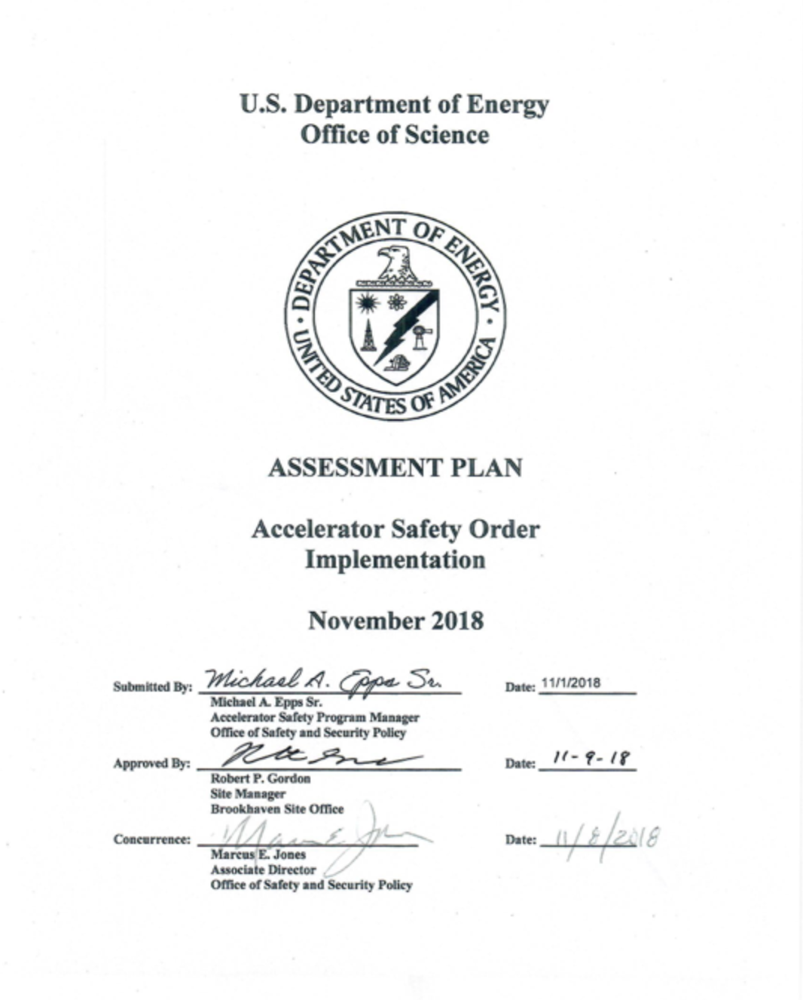 U.S. Department of Energy
Office of Science
DEPARTMENT OF ENERGY
UNITED STATES OF AMERICA
ASSESSMENT PLAN
Accelerator Safety Order
Implementation
November 2018
Submitted By: Michael A. Epps Sr. Date: 11/1/2018
Michael A. Epps Sr.
Accelerator Safety Program Manager
Office of Safety and Security Policy
Approved By: Date: 11-9-18
Robert P. Gordon
Site Manager
Brookhaven Site Office
Concurrence: Date: 11/8/2018
Marcus E. Jones
Associate Director
Office of Safety and Security Policy